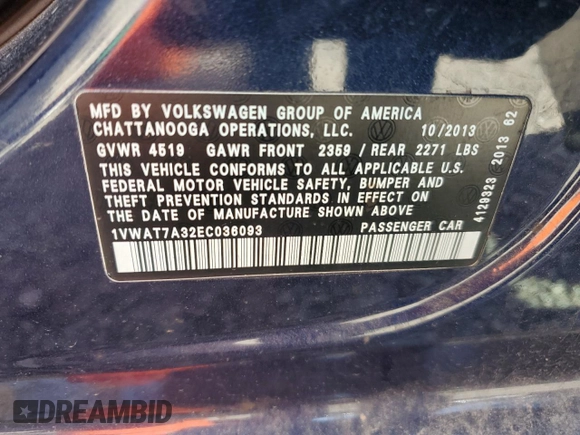 MFD BY VOLKSWAGEN GROUP OF AMERICA
CHATTANOOGA OPERATIONS, LLC. 10/2013
GVWR 4519 GAWR FRONT 2359 / REAR 2271 LBS
THIS VEHICLE CONFORMS TO ALL APPLICABLE U.S.
FEDERAL MOTOR VEHICLE SAFETY, BUMPER AND
THEFT PREVENTION STANDARDS IN EFFECT ON THE
DATE OF MANUFACTURE SHOWN ABOVE
1VWAT7A32EC036093 PASSENGER CAR
4129323 2013 62
DREAMBID